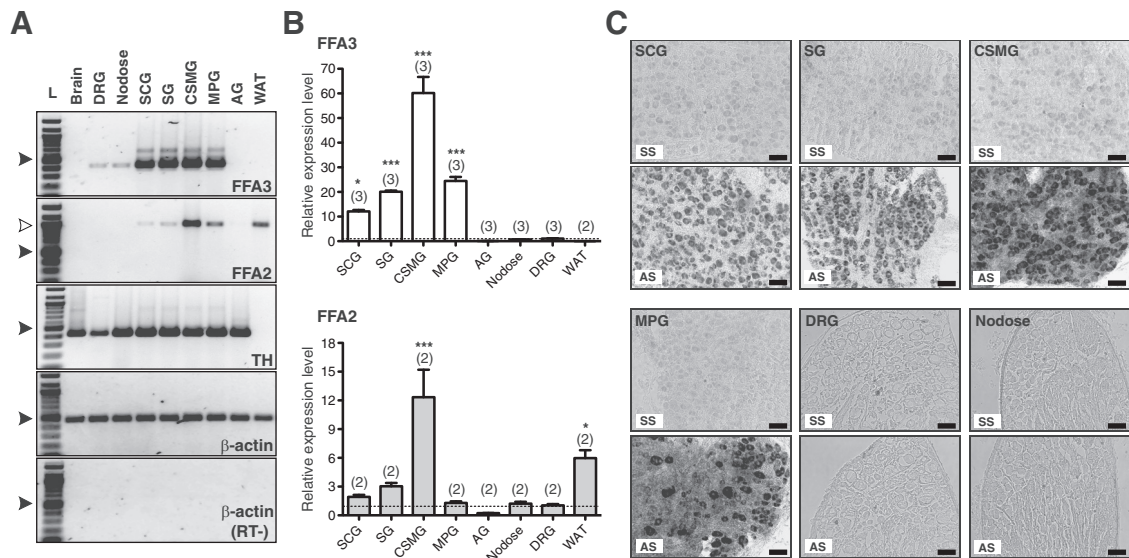 A
L Brain DRG Nodose SCG SG CSMG MPG AG WAT
FFA3
FFA2
TH
β-actin
β-actin
(RT-)
B
FFA3
Relative expression level
70
60
50
40
30
20
10
0
*
(3)
***
(3)
***
(3)
***
(3)
(2)
(3)
(3)
(2)
SCG SG CSMG MPG AG Nodose DRG WAT
FFA2
Relative expression level
18
15
12
9
6
3
0
(2)
(2)
***
(2)
(2)
(2)
(2)
(2)
*
(2)
SCG SG CSMG MPG AG Nodose DRG WAT
C
SCG SG CSMG
SS SS SS
AS AS AS
MPG DRG Nodose
SS SS SS
AS AS AS